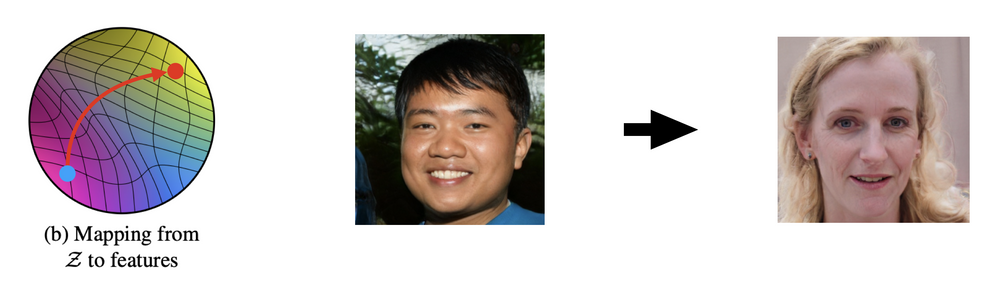 (b) Mapping from
𝒵 to features